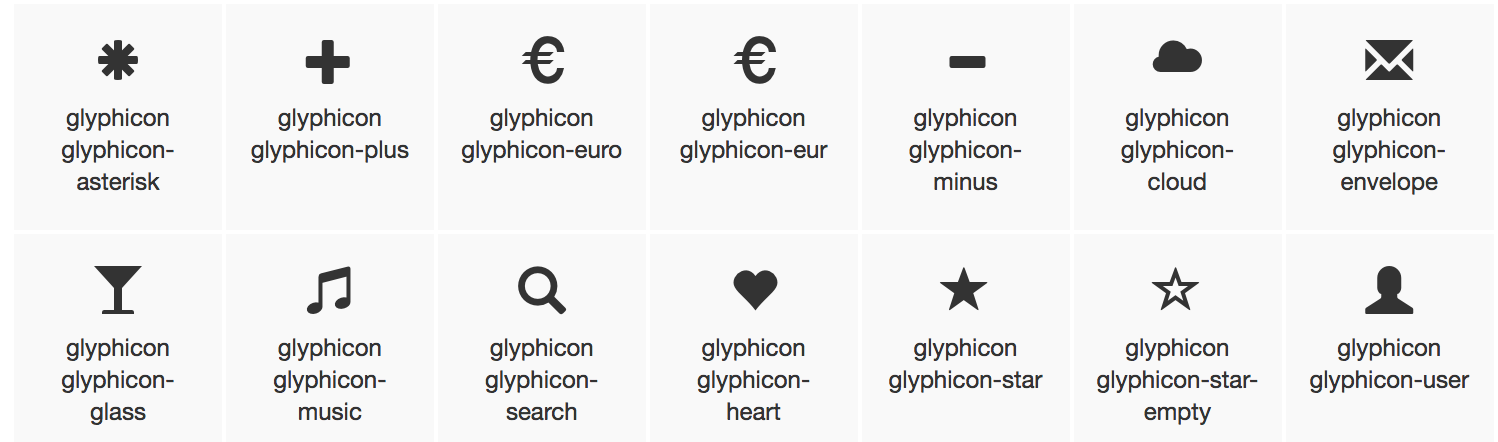 glyphicon
glyphicon-
asterisk
glyphicon
glyphicon-plus
glyphicon
glyphicon-euro
glyphicon
glyphicon-eur
glyphicon
glyphicon-
minus
glyphicon
glyphicon-
cloud
glyphicon
glyphicon-
envelope
glyphicon
glyphicon-
glass
glyphicon
glyphicon-
music
glyphicon
glyphicon-
search
glyphicon
glyphicon-
heart
glyphicon
glyphicon-star
glyphicon
glyphicon-star-
empty
glyphicon
glyphicon-user